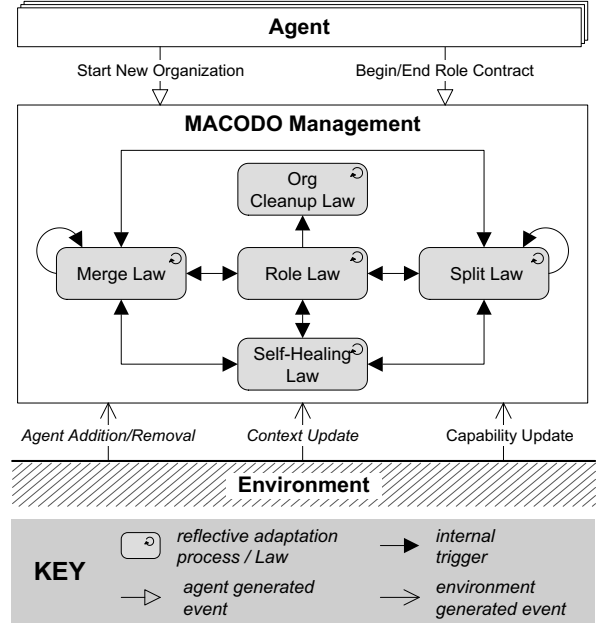 Agent
Start New Organization
Begin/End Role Contract
MACODO Management
Org
Cleanup Law
Merge Law
Role Law
Split Law
Self-Healing
Law
Agent Addition/Removal
Context Update
Capability Update
Environment
KEY
reflective adaptation
process / Law
internal
trigger
agent generated
event
environment
generated event